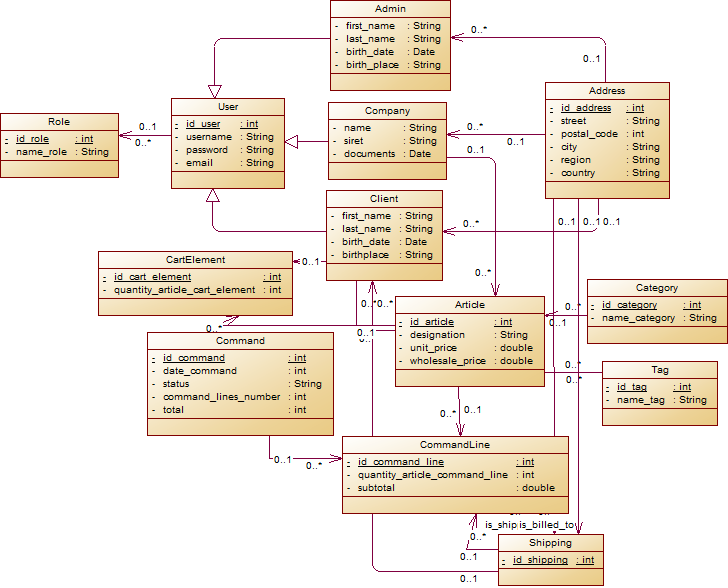 Admin
- first_name : String
- last_name : String
- birth_date : Date
- birth_place : String
0..*
0..1
Address
- id_address : int
- street : String
- postal_code : int
- city : String
- region : String
- country : String
User
- id_user : int
- username : String
- password : String
- email : String
Company
- name : String
- siret : String
- documents : Date
0..*
0..1
0..1
Role
- id_role : int
- name_role : String
0..1
0..*
Client
- first_name : String
- last_name : String
- birth_date : Date
- birthplace : String
0..*
0..1
0..1
0..1
CartElement
- id_cart_element : int
- quantity_article_cart_element : int
0..1
0..*
0..*
0..*
0..*
Article
- id_article : int
- designation : String
- unit_price : double
- wholesale_price : double
0..*
0..1
Category
- id_category : int
- name_category : String
0..1
Command
- id_command : int
- date_command : int
- status : String
- command_lines_number : int
- total : int
0..*
0..*
Tag
- id_tag : int
- name_tag : String
0..*
0..1
CommandLine
- id_command_line : int
- quantity_article_command_line : int
- subtotal : double
0..1
0..*
is_ship is_billed_to
0..*
0..1
0..1
Shipping
- id_shipping : int